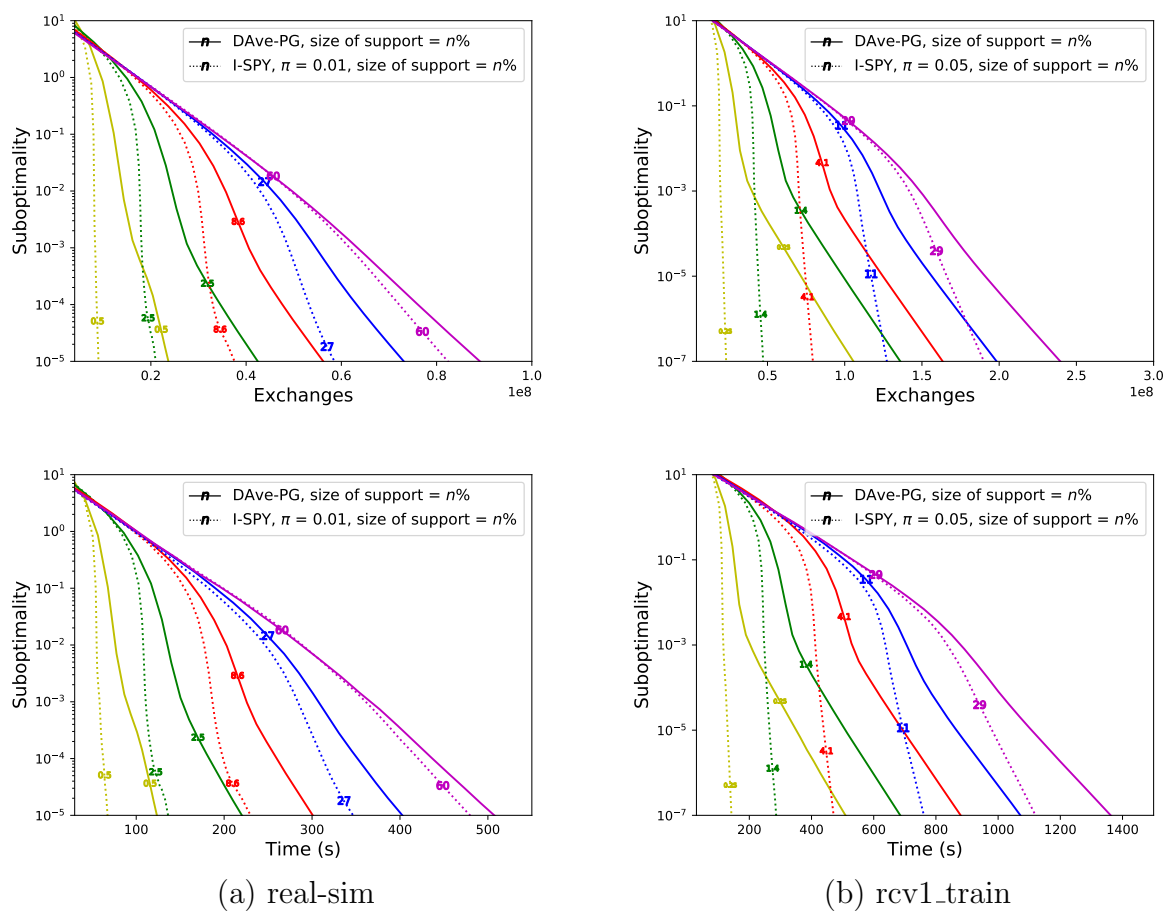 10^1
10^0
10^-1
10^-2
10^-3
10^-4
10^-5
Suboptimality
n DAve-PG, size of support = n%
n I-SPY, π = 0.01, size of support = n%
60
27
8.6
2.5
0.5
2.5
0.5
8.6
27
60
0.2 0.4 0.6 0.8 1.0
1e8
Exchanges
10^1
10^-1
10^-3
10^-5
10^-7
Suboptimality
n DAve-PG, size of support = n%
n I-SPY, π = 0.05, size of support = n%
29
11
4.1
1.4
0.25
29
11
4.1
1.4
0.25
0.5 1.0 1.5 2.0 2.5 3.0
1e8
Exchanges
10^1
10^0
10^-1
10^-2
10^-3
10^-4
10^-5
Suboptimality
n DAve-PG, size of support = n%
n I-SPY, π = 0.01, size of support = n%
60
27
8.6
2.5
0.5
2.5
0.5
8.6
27
60
100 200 300 400 500
Time (s)
10^1
10^-1
10^-3
10^-5
10^-7
Suboptimality
n DAve-PG, size of support = n%
n I-SPY, π = 0.05, size of support = n%
29
11
4.1
1.4
0.25
29
11
4.1
1.4
0.25
200 400 600 800 1000 1200 1400
Time (s)
(a) real-sim
(b) rcv1_train